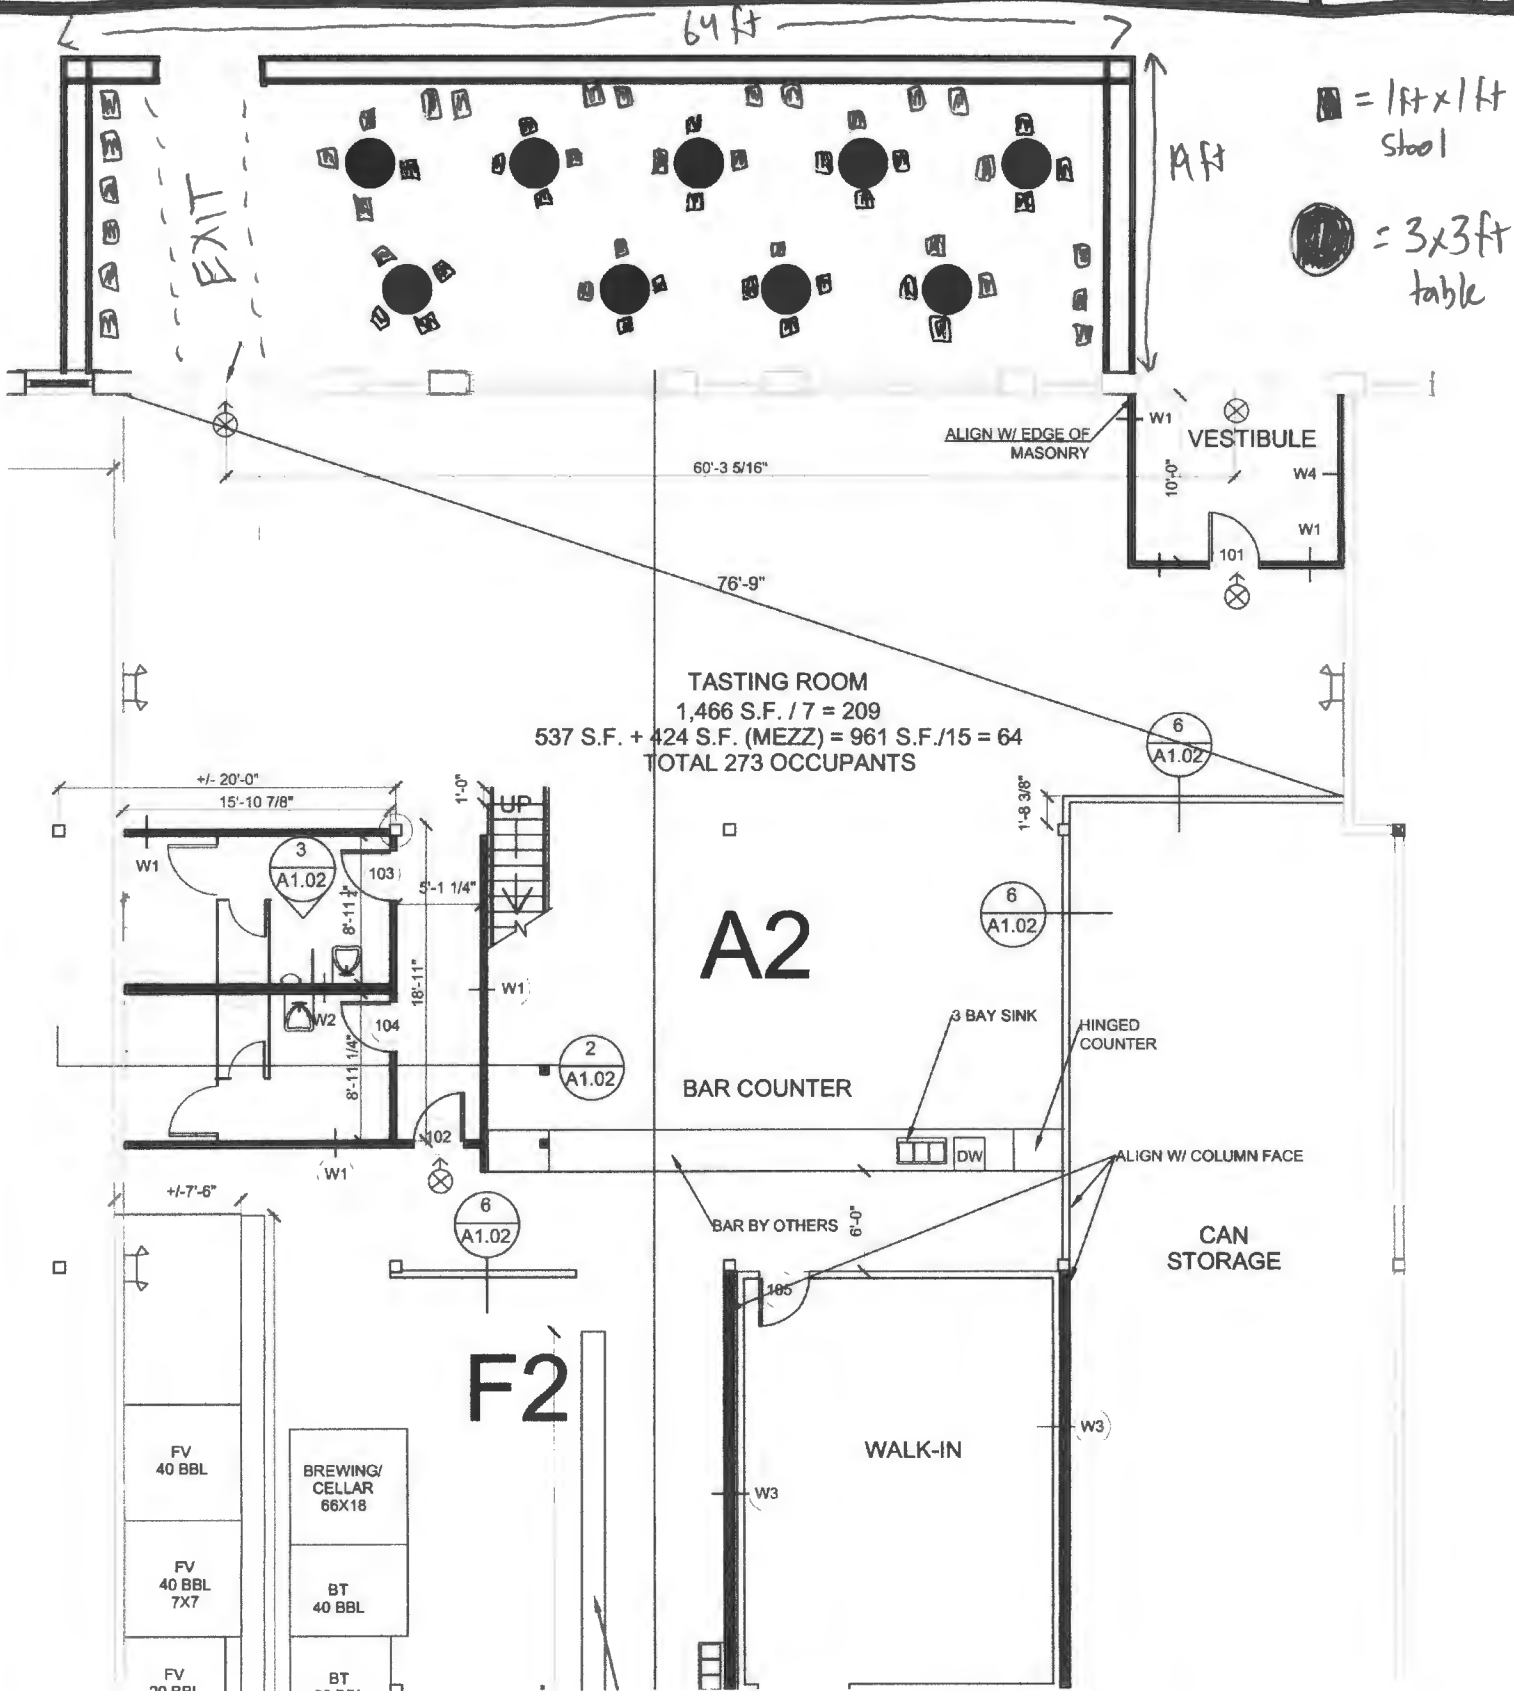 64 ft
= 1ft x 1ft
stool
19 ft
EXIT
= 3x3 ft
table
ALIGN W/ EDGE OF
MASONRY
W1
VESTIBULE
60'-3 5/16"
10'-0"
W4
W1
101
76'-9"
TASTING ROOM
1,466 S.F. / 7 = 209
537 S.F. + 424 S.F. (MEZZ) = 961 S.F./15 = 64
TOTAL 273 OCCUPANTS
6
A1.02
+/- 20'-0"
15'-10 7/8"
1'-0"
UP
1'-8 3/8"
W1
3
A1.02
103
5'-1 1/4"
8'-11 1/4"
6
A1.02
A2
18'-11"
W1
W2
104
3 BAY SINK
HINGED
COUNTER
2
A1.02
8'-11 1/4"
BAR COUNTER
102
DW
W1
ALIGN W/ COLUMN FACE
+/-7'-6"
6
A1.02
BAR BY OTHERS
6'-0"
CAN
STORAGE
105
F2
W3
FV
40 BBL
BREWING/
CELLAR
66X18
WALK-IN
W3
FV
40 BBL
7X7
BT
40 BBL
FV
BT